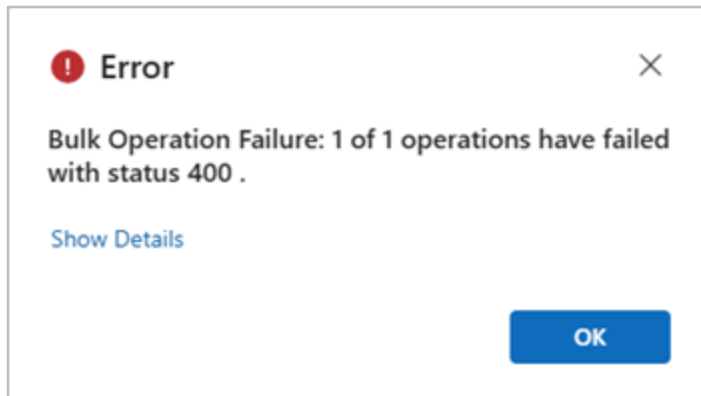 Error
Bulk Operation Failure: 1 of 1 operations have failed
with status 400 .
Show Details
OK